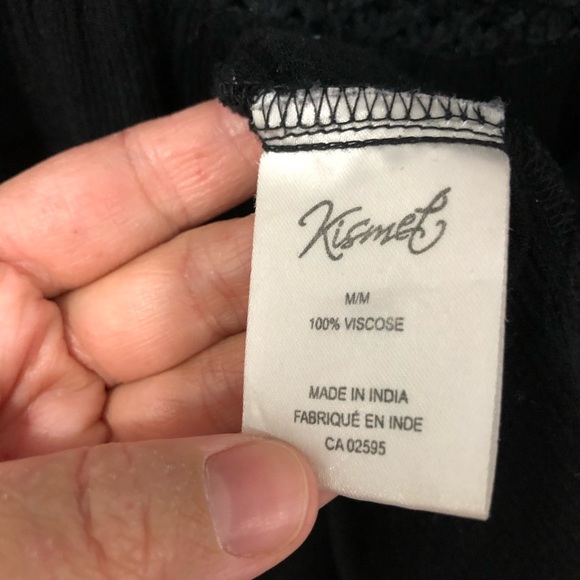 Kismet
M/M
100% VISCOSE
MADE IN INDIA
FABRIQUÉ EN INDE
CA 02595